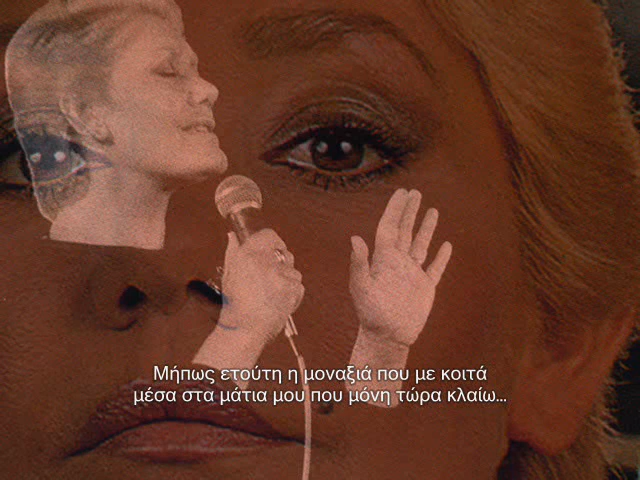 Μήπως ετούτη η μοναξιά που με κοιτά
μέσα στα μάτια μου που μόνη τώρα κλαίω...